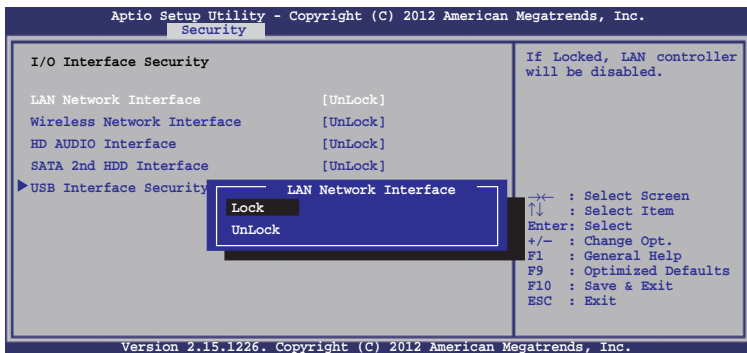 Aptio Setup Utility - Copyright (C) 2012 American Megatrends, Inc.
Security
I/O Interface Security
LAN Network Interface [UnLock]
Wireless Network Interface [UnLock]
HD AUDIO Interface [UnLock]
SATA 2nd HDD Interface [UnLock]
USB Interface Security
LAN Network Interface
Lock
UnLock
If Locked, LAN controller
will be disabled.
→← : Select Screen
↑↓ : Select Item
Enter: Select
+/— : Change Opt.
F1 : General Help
F9 : Optimized Defaults
F10 : Save & Exit
ESC : Exit
Version 2.15.1226. Copyright (C) 2012 American Megatrends, Inc.